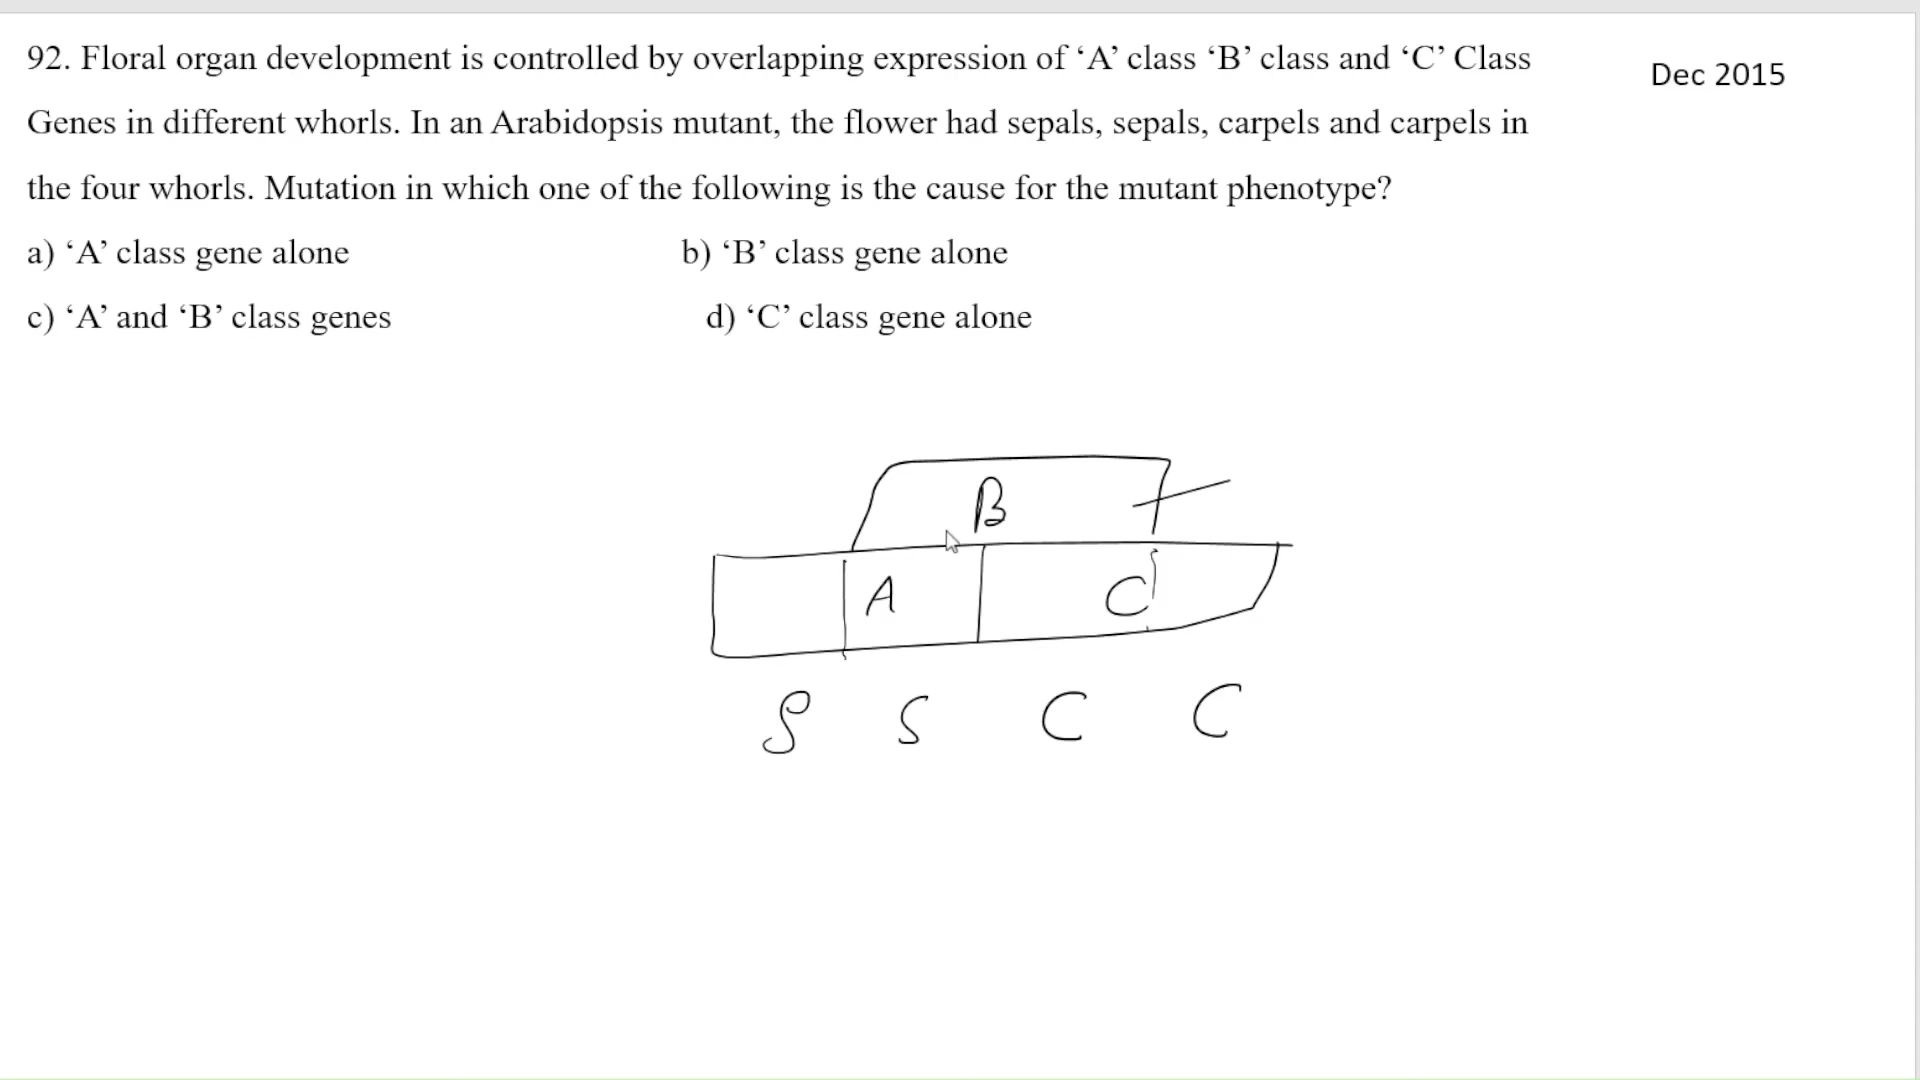 92. Floral organ development is controlled by overlapping expression of ‘A’ class ‘B’ class and ‘C’ Class
Dec 2015
Genes in different whorls. In an Arabidopsis mutant, the flower had sepals, sepals, carpels and carpels in
the four whorls. Mutation in which one of the following is the cause for the mutant phenotype?
a) ‘A’ class gene alone b) ‘B’ class gene alone
c) ‘A’ and ‘B’ class genes d) ‘C’ class gene alone
B
A C
S S C C